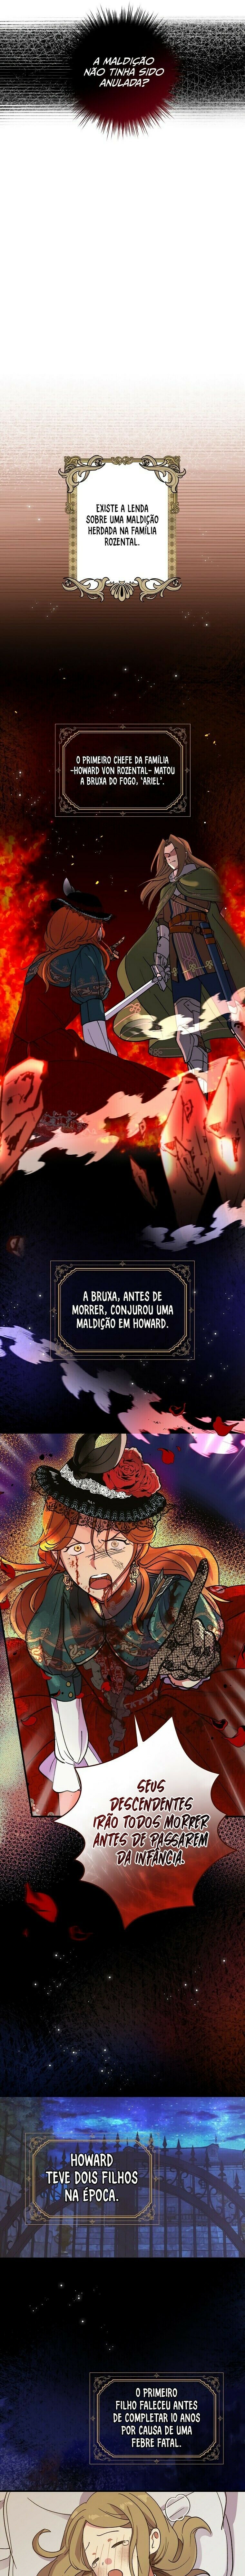 A MALDIÇÃO
NÃO TINHA SIDO
ANULADA?
EXISTE A LENDA
SOBRE UMA MALDIÇÃO
HERDADA NA FAMÍLIA
ROZENTAL.
O PRIMEIRO CHEFE DA FAMÍLIA
-HOWARD VON ROZENTAL- MATOU
A BRUXA DO FOGO, 'ARIEL'.
A BRUXA, ANTES DE
MORRER, CONJUROU UMA
MALDIÇÃO EM HOWARD.
SEUS
DESCENDENTES
IRÃO TODOS MORRER
ANTES DE PASSAREM
DA INFÂNCIA.
HOWARD
TEVE DOIS FILHOS
NA ÉPOCA.
O PRIMEIRO
FILHO FALECEU ANTES
DE COMPLETAR 10 ANOS
POR CAUSA DE UMA
FEBRE FATAL.